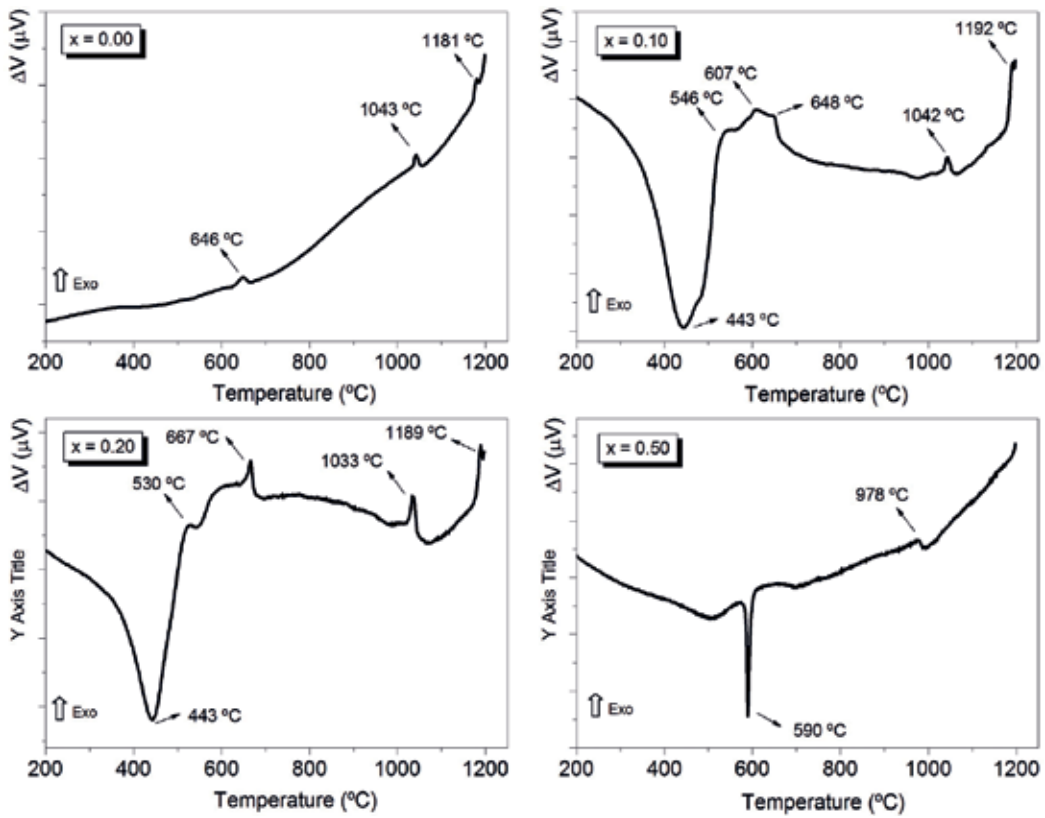 x = 0.00
ΔV (µV)
1181 ºC
1043 ºC
646 ºC
Exo
200 400 600 800 1000 1200
Temperature (ºC)
x = 0.10
ΔV (µV)
1192 ºC
607 ºC
546 ºC
648 ºC
1042 ºC
Exo
443 ºC
200 400 600 800 1000 1200
Temperature (ºC)
x = 0.20
Y Axis Title ΔV (µV)
667 ºC
1189 ºC
530 ºC
1033 ºC
Exo
443 ºC
200 400 600 800 1000 1200
Temperature (ºC)
x = 0.50
Y Axis Title ΔV (µV)
978 ºC
Exo
590 ºC
200 400 600 800 1000 1200
Temperature (ºC)